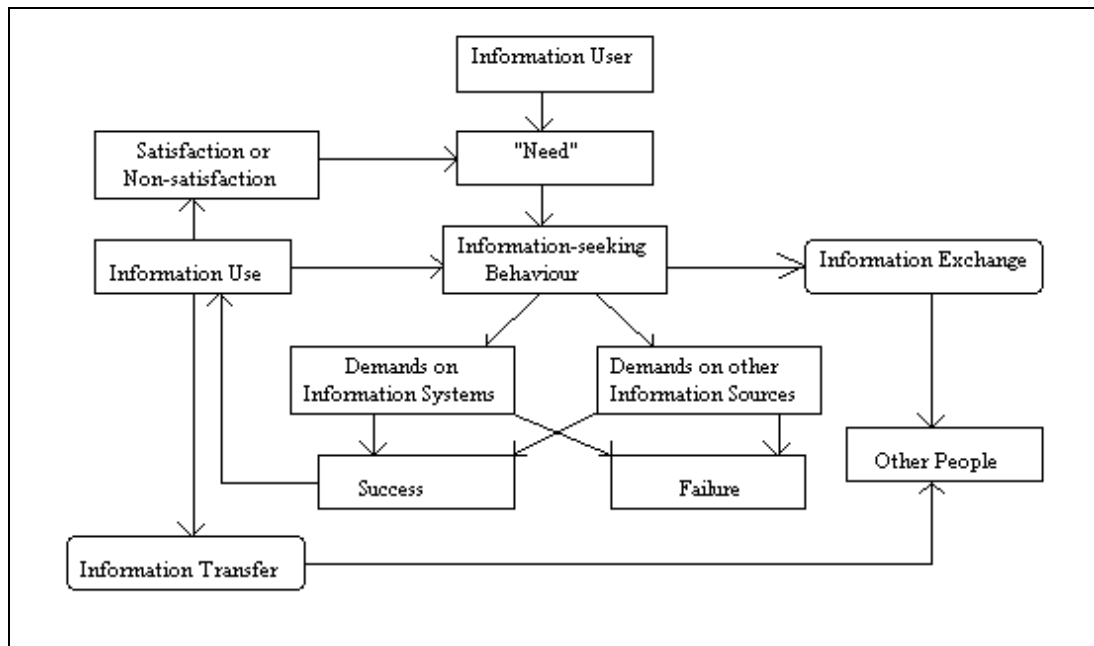 Information User
Satisfaction or
Non-satisfaction
"Need"
Information Use
Information-seeking
Behaviour
Information Exchange
Demands on
Information Systems
Demands on other
Information Sources
Success
Failure
Other People
Information Transfer